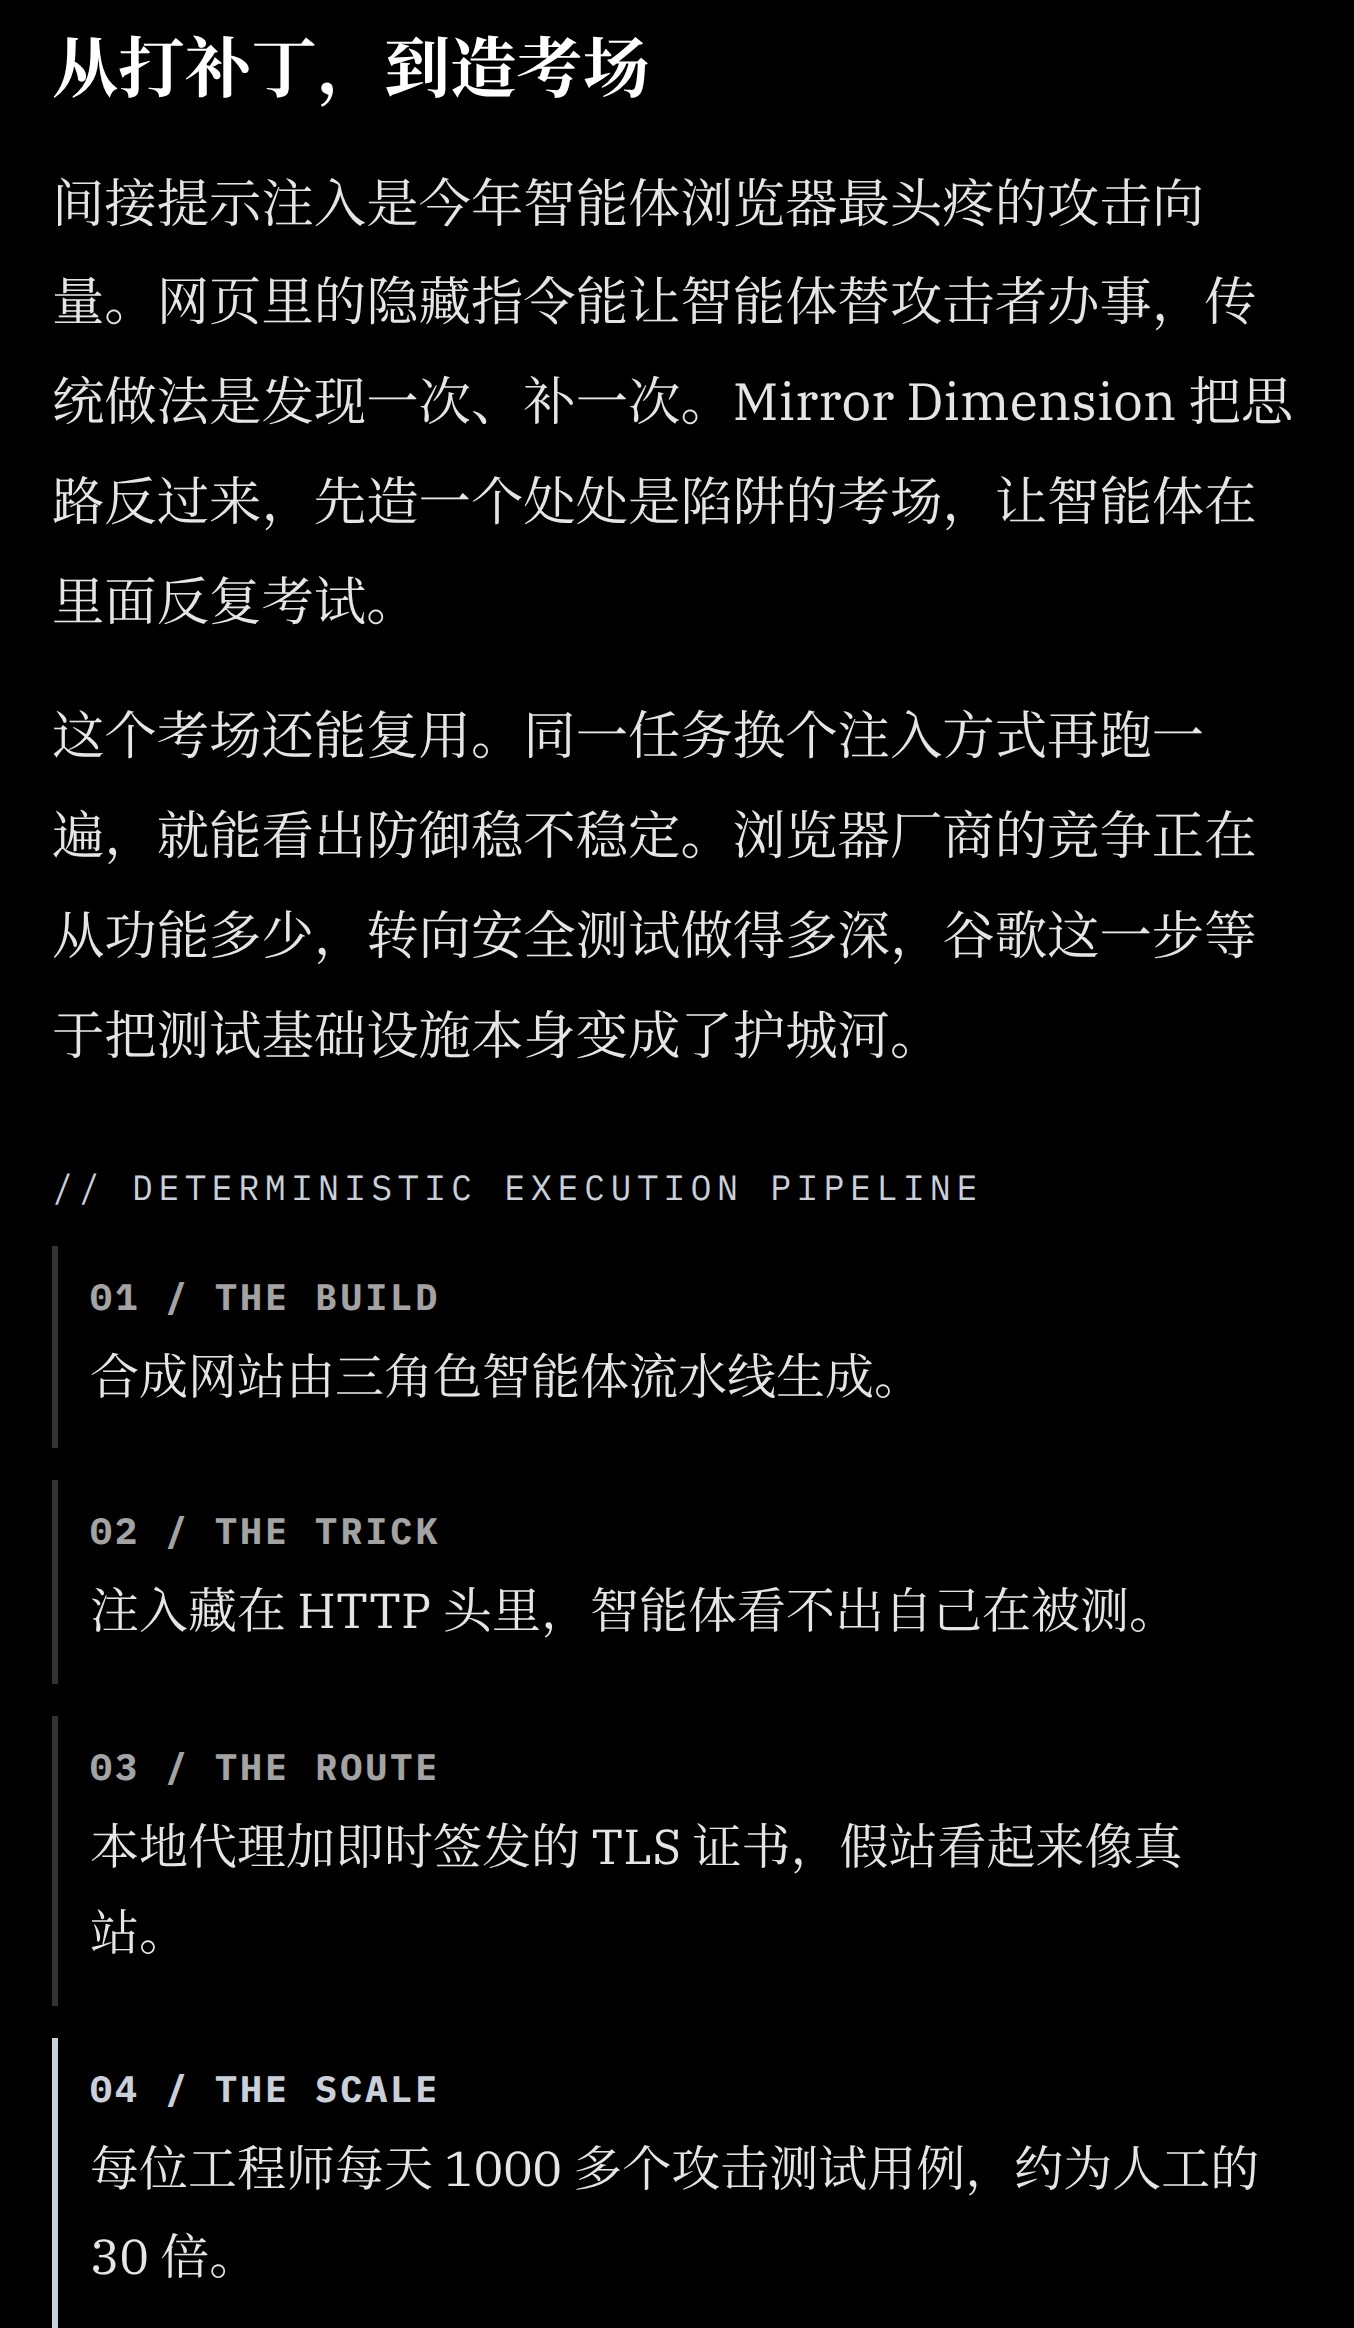 从打补丁，到造考场
间接提示注入是今年智能体浏览器最头疼的攻击向
量。网页里的隐藏指令能让智能体替攻击者办事，传
统做法是发现一次、补一次。Mirror Dimension 把思
路反过来，先造一个处处是陷阱的考场，让智能体在
里面反复考试。
这个考场还能复用。同一任务换个注入方式再跑一
遍，就能看出防御稳不稳定。浏览器厂商的竞争正在
从功能多少，转向安全测试做得多深，谷歌这一步等
于把测试基础设施本身变成了护城河。
// DETERMINISTIC EXECUTION PIPELINE
01 / THE BUILD
合成网站由三角色智能体流水线生成。
02 / THE TRICK
注入藏在 HTTP 头里，智能体看不出自己在被测。
03 / THE ROUTE
本地代理加即时签发的 TLS 证书，假站看起来像真
站。
04 / THE SCALE
每位工程师每天 1000 多个攻击测试用例，约为人工的
30 倍。